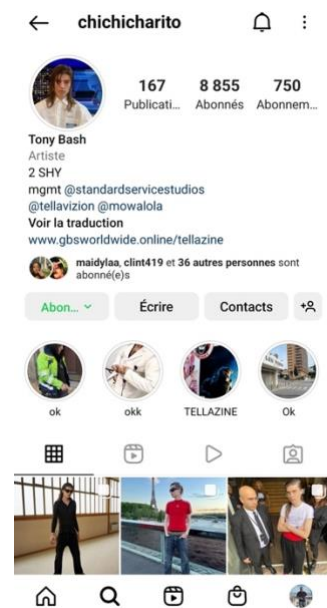 chichicharito
167 8 855 750
Publicati... Abonnés Abonnem...
Tony Bash
Artiste
2 SHY
mgmt @standardservicestudios
@tellavizion @mowalola
Voir la traduction
www.gbsworldwide.online/tellazine
maidylaa, clint419 et 36 autres personnes sont
abonné(e)s
Abon... Écrire Contacts
ok okk TELLAZINE Ok